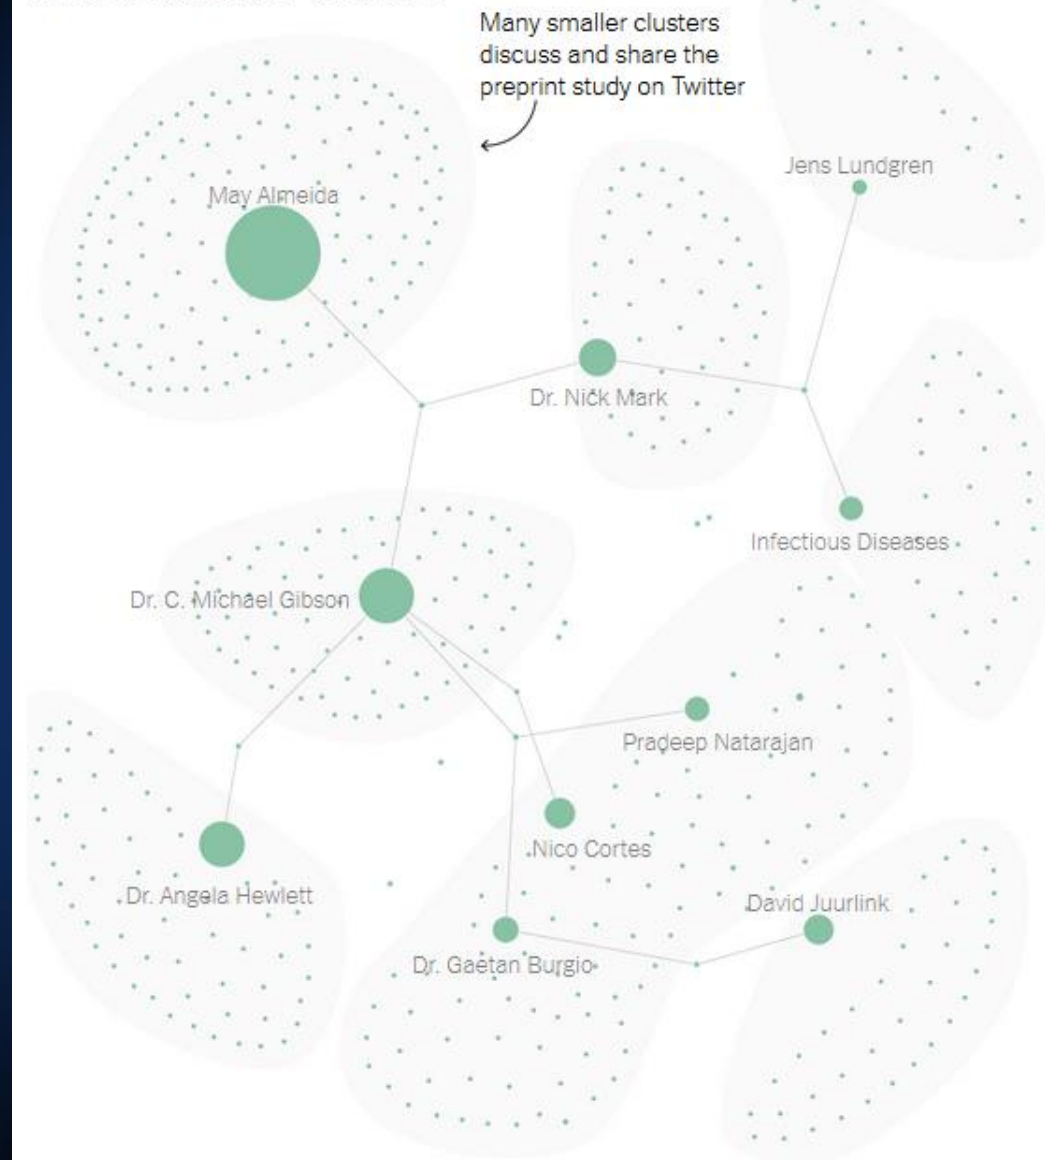 Many smaller clusters
discuss and share the
preprint study on Twitter
Jens Lundgren
May Almeida
Dr. Nick Mark
Infectious Diseases
Dr. C. Michael Gibson
Pradeep Natarajan
Nico Cortes
Dr. Angela Hewlett
David Juurlink
Dr. Gaetan Burgio